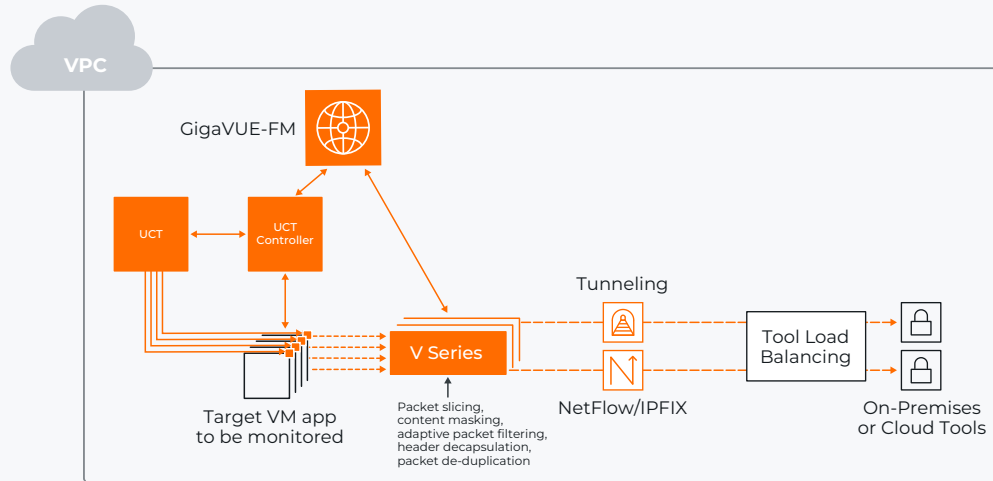 VPC
GigaVUE-FM
UCT
UCT
Controller
Tunneling
V Series
Tool Load
Balancing
Target VM app
to be monitored
Packet slicing,
content masking,
adaptive packet filtering,
header decapsulation,
packet de-duplication
NetFlow/IPFIX
On-Premises
or Cloud Tools